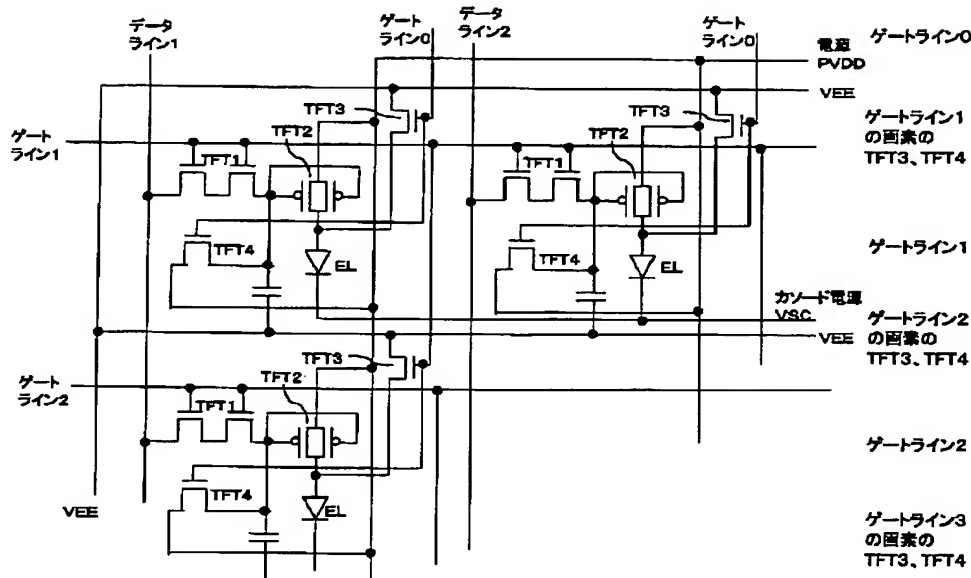 データ
ライン1
ゲート
ライン0
データ
ライン2
ゲート
ライン0
電源
PVDD
ゲートライン0
VEE
TFT3
TFT3
ゲート
ライン1
TFT2
TFT2
ゲートライン1
の画素の
TFT3、TFT4
TFT1
TFT1
TFT4
EL
TFT4
EL
ゲートライン1
カソード電源
VSC
VEE
ゲートライン2
の画素の
TFT3、TFT4
TFT3
ゲート
ライン2
TFT2
TFT1
ゲートライン2
TFT4
EL
VEE
ゲートライン3
の画素の
TFT3、TFT4